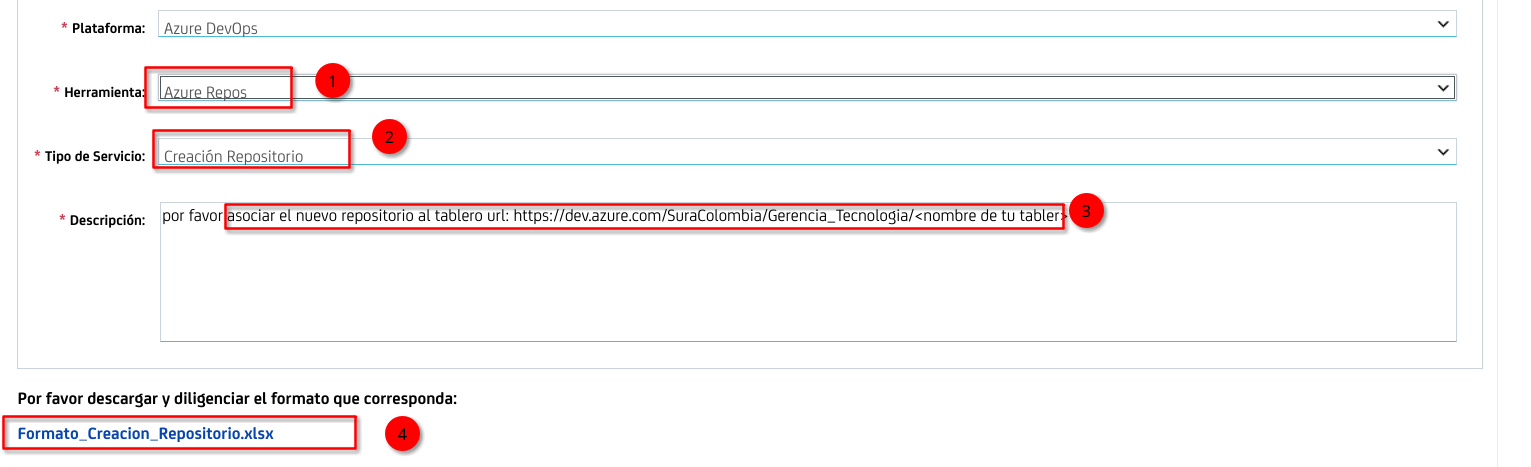 * Plataforma: Azure DevOps
* Herramienta: Azure Repos 1
* Tipo de Servicio: Creación Repositorio 2
* Descripción: por favor asociar el nuevo repositorio al tablero url: https://dev.azure.com/SuraColombia/Gerencia_Tecnologia/<nombre de tu tabler> 3
Por favor descargar y diligenciar el formato que corresponda:
Formato_Creacion_Repositorio.xlsx 4